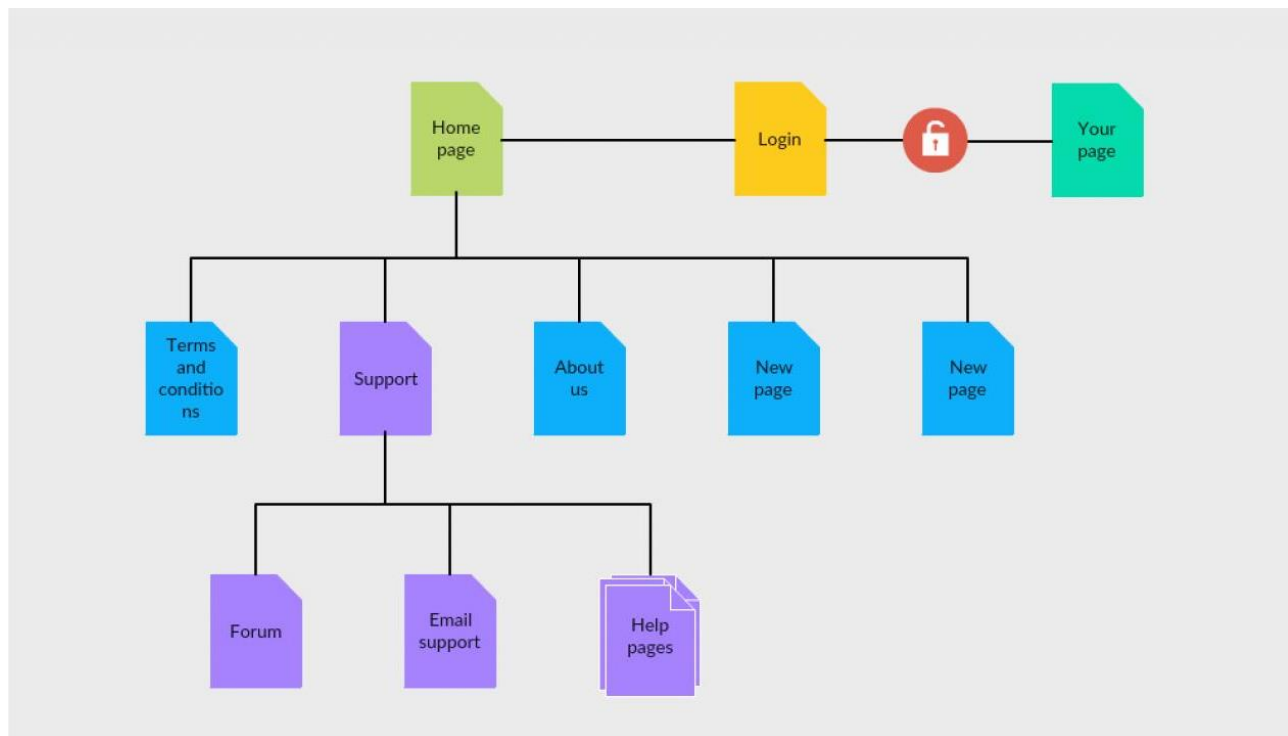 Home
page
Login
Your
page
Terms
and
conditio
ns
Support
About
us
New
page
New
page
Forum
Email
support
Help
pages